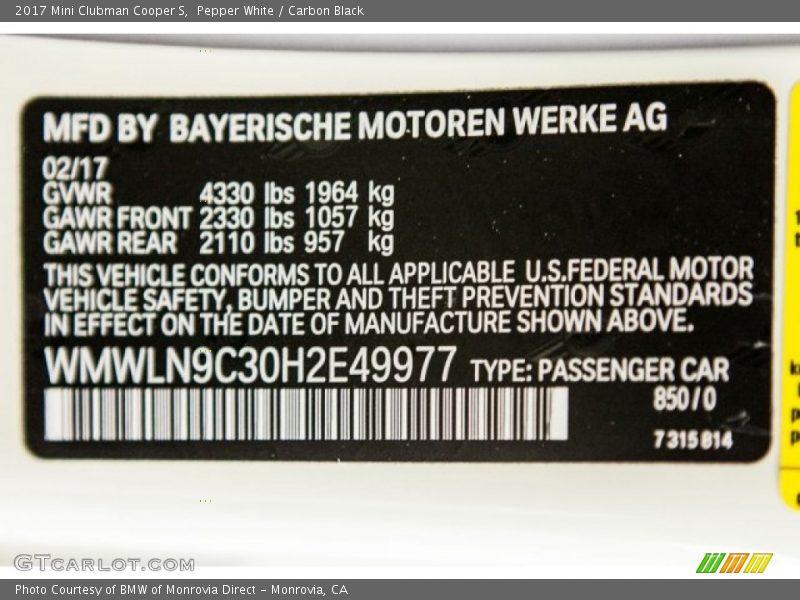 2017 Mini Clubman Cooper S,  Pepper White / Carbon Black
MFD BY BAYERISCHE MOTOREN WERKE AG
02/17
GVWR 4330 lbs 1964 kg
GAWR FRONT 2330 lbs 1057 kg
GAWR REAR 2110 lbs 957 kg
THIS VEHICLE CONFORMS TO ALL APPLICABLE U.S.FEDERAL MOTOR
VEHICLE SAFETY, BUMPER AND THEFT PREVENTION STANDARDS
IN EFFECT ON THE DATE OF MANUFACTURE SHOWN ABOVE.
WMWLN9C30H2E49977 TYPE: PASSENGER CAR
850/0
7315814
GTCARLOT.COM
Photo Courtesy of BMW of Monrovia Direct – Monrovia, CA